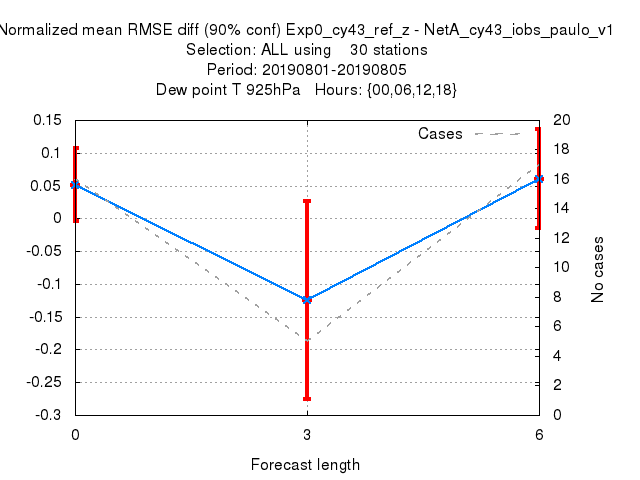 Normalized mean RMSE diff (90% conf) Exp0_cy43_ref_z - NetA_cy43_iobs_paulo_v1
Selection: ALL using    30 stations
Period: 20190801-20190805
Dew point T 925hPa   Hours: {00,06,12,18}
Cases
0.15
0.1
0.05
0
-0.05
-0.1
-0.15
-0.2
-0.25
-0.3
20
18
16
14
12
10
8
6
4
2
0
No cases
0 3 6
Forecast length